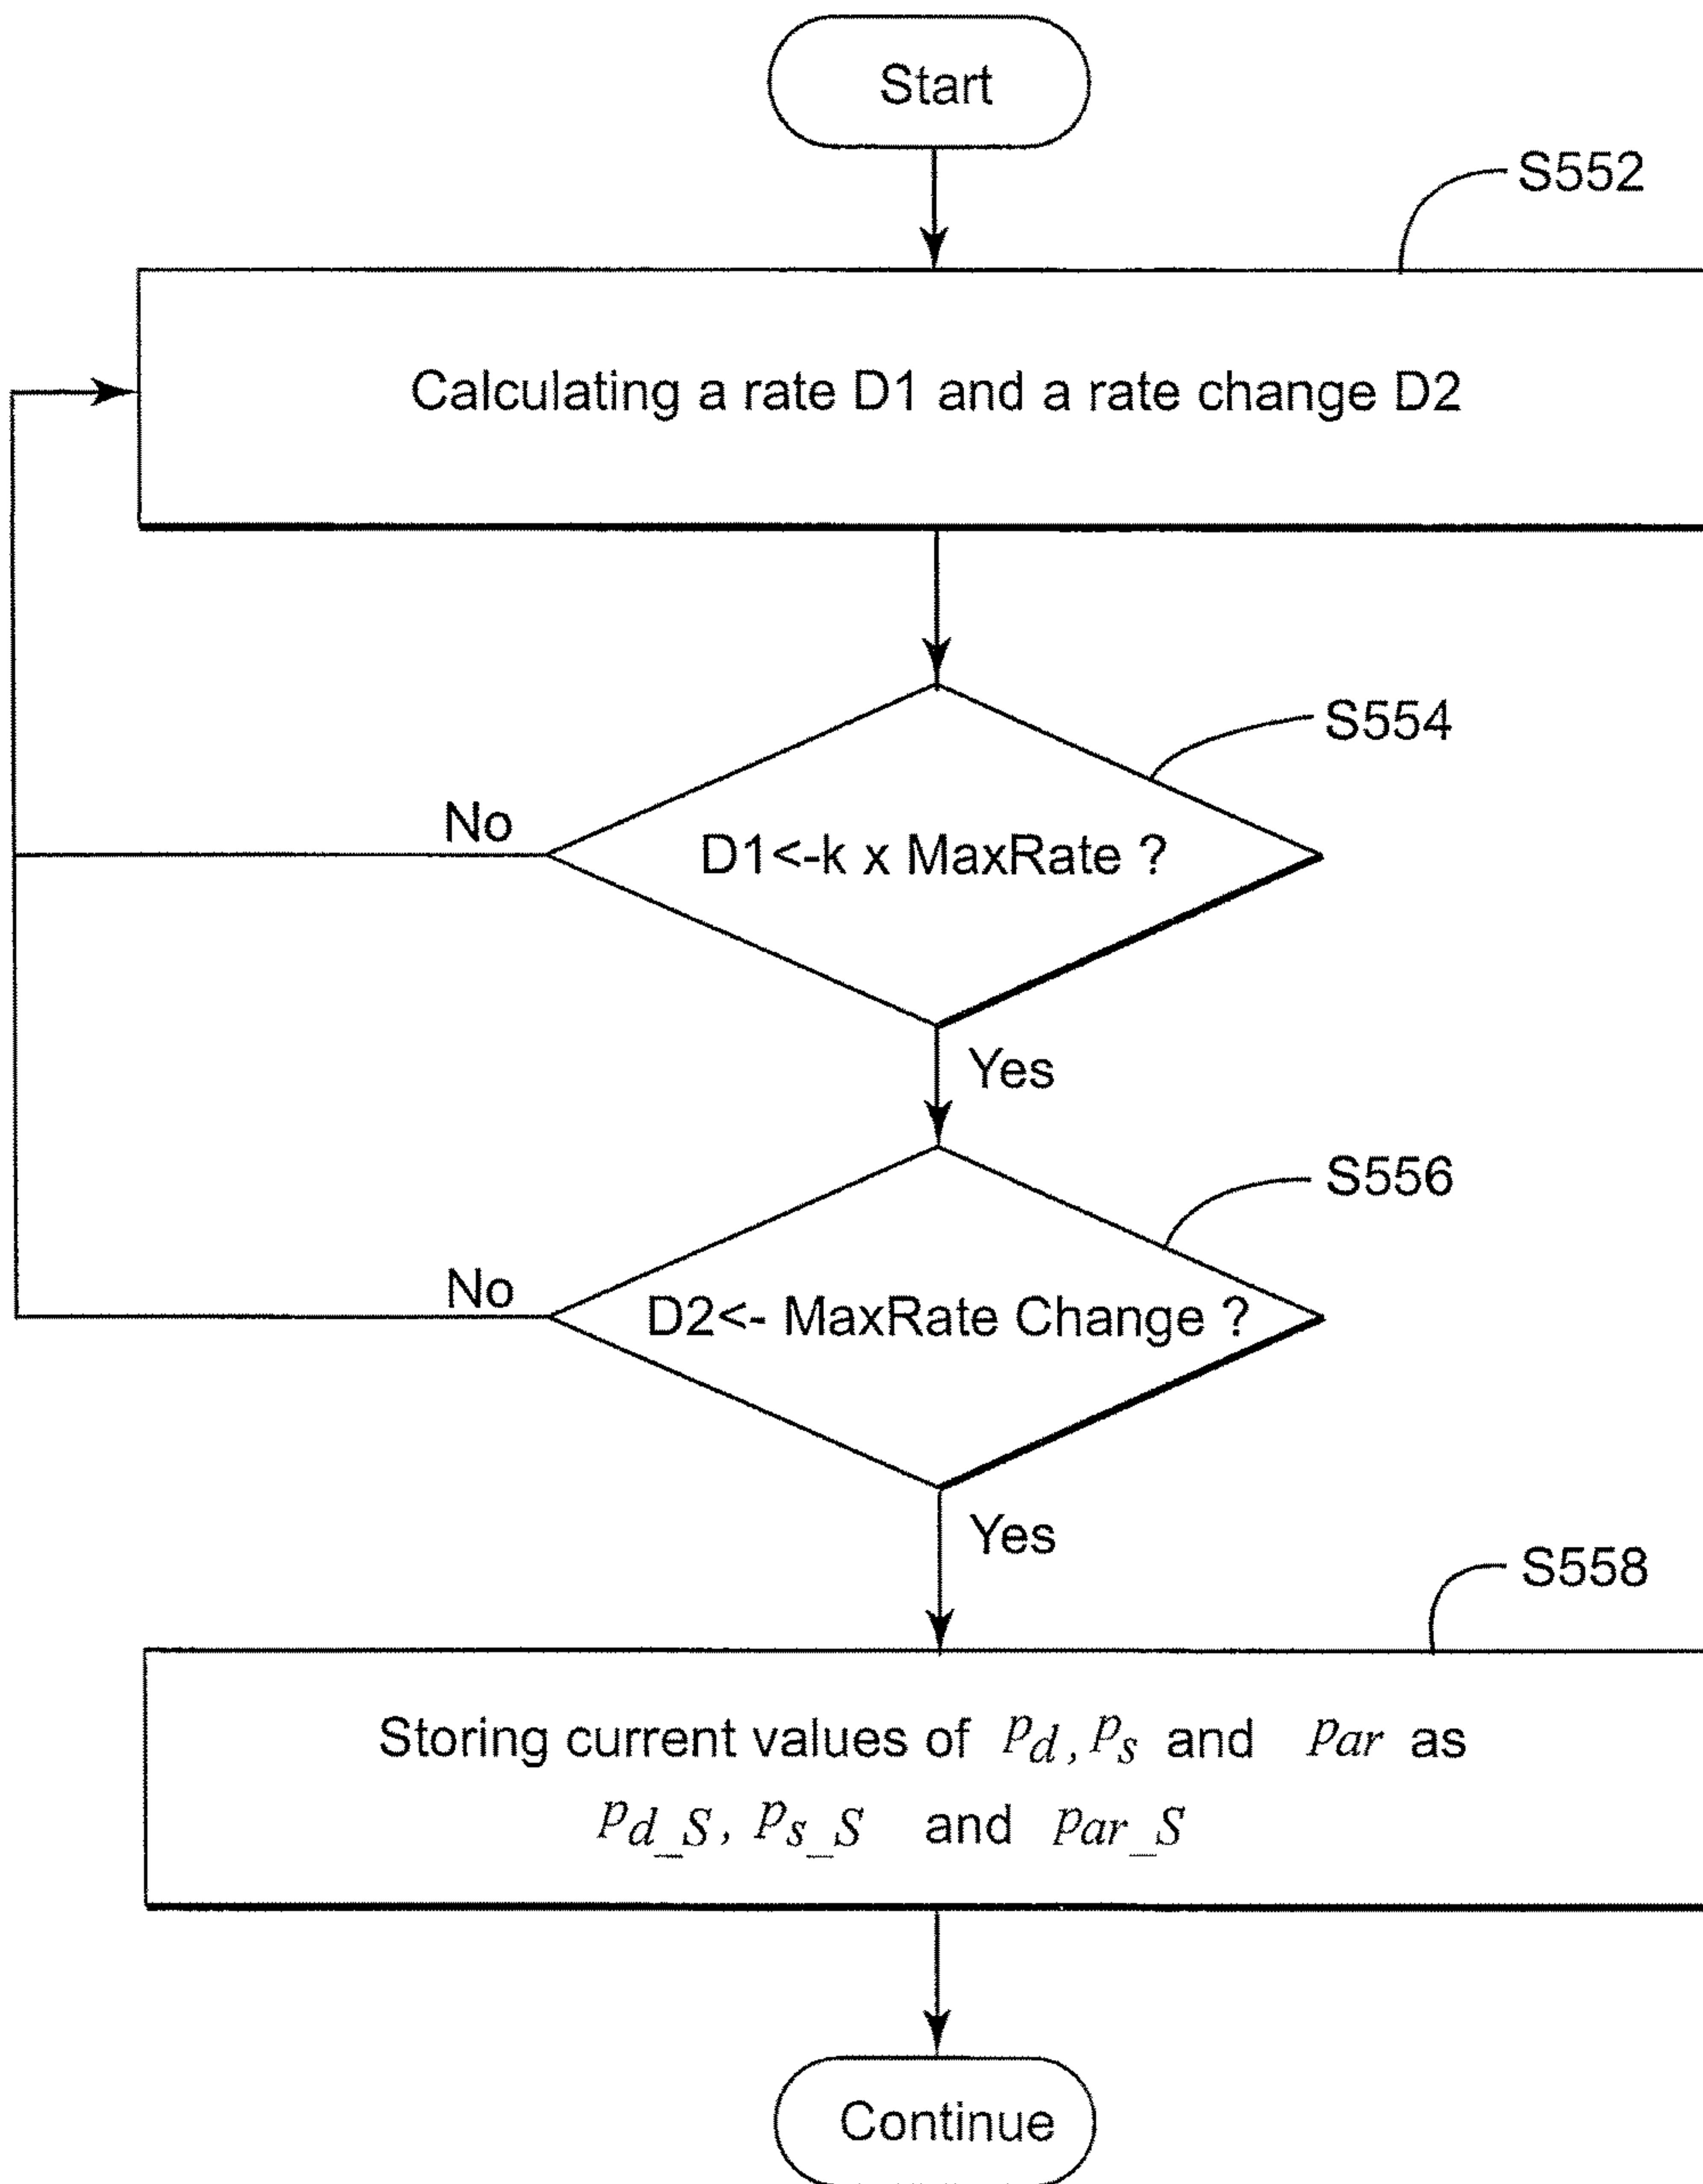 Start
S552
Calculating a rate D1 and a rate change D2
S554
No
D1<-k x MaxRate ?
Yes
S556
No
D2<- MaxRate Change ?
Yes
S558
Storing current values of pd, ps and par as
pd_S, ps_S and par_S
Continue